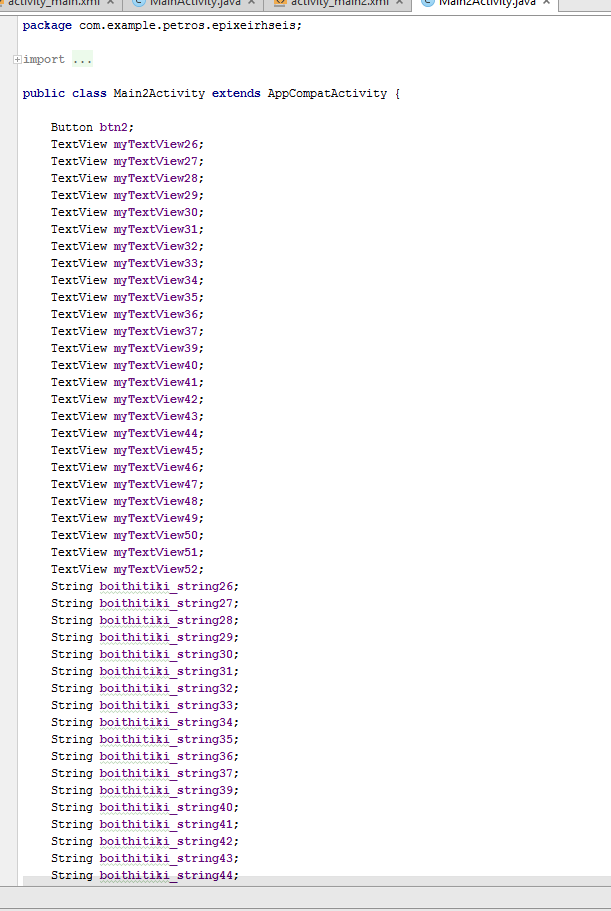 activity_main.xml × MainActivity.java × activity_main2.xml × Main2Activity.java ×
package com.example.petros.epixeirhseis;
import ...
public class Main2Activity extends AppCompatActivity {
Button btn2;
TextView myTextView26;
TextView myTextView27;
TextView myTextView28;
TextView myTextView29;
TextView myTextView30;
TextView myTextView31;
TextView myTextView32;
TextView myTextView33;
TextView myTextView34;
TextView myTextView35;
TextView myTextView36;
TextView myTextView37;
TextView myTextView39;
TextView myTextView40;
TextView myTextView41;
TextView myTextView42;
TextView myTextView43;
TextView myTextView44;
TextView myTextView45;
TextView myTextView46;
TextView myTextView47;
TextView myTextView48;
TextView myTextView49;
TextView myTextView50;
TextView myTextView51;
TextView myTextView52;
String boithitiki_string26;
String boithitiki_string27;
String boithitiki_string28;
String boithitiki_string29;
String boithitiki_string30;
String boithitiki_string31;
String boithitiki_string32;
String boithitiki_string33;
String boithitiki_string34;
String boithitiki_string35;
String boithitiki_string36;
String boithitiki_string37;
String boithitiki_string39;
String boithitiki_string40;
String boithitiki_string41;
String boithitiki_string42;
String boithitiki_string43;
String boithitiki_string44;